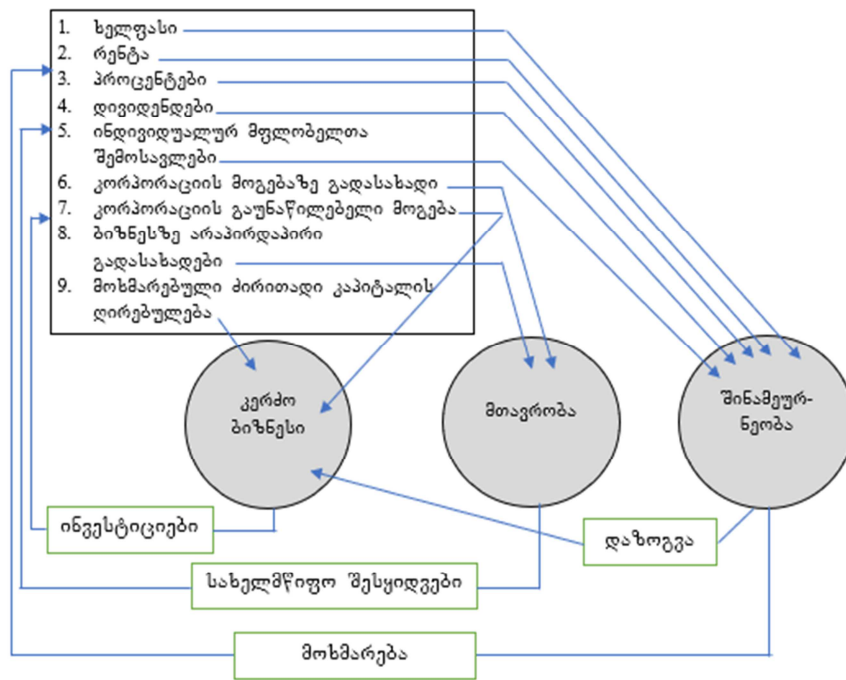 1. ხელფასი
2. რენტა
3. პროცენტები
4. დივიდენდები
5. ინდივიდუალურ მფლობელთა
შემოსავლები
6. კორპორაციის მოგებაზე გადასახადი
7. კორპორაციის გაუნაწილებელი მოგება
8. ბიზნესზე არაპირდაპირი
გადასახადები
9. მოხმარებული ძირითადი კაპიტალის
ღირებულება
კერძო
ბიზნესი
მთავრობა
შინამეურ-
ნეობა
ინვესტიციები
დაზოგვა
სახელმწიფო შესყიდვები
მოხმარება